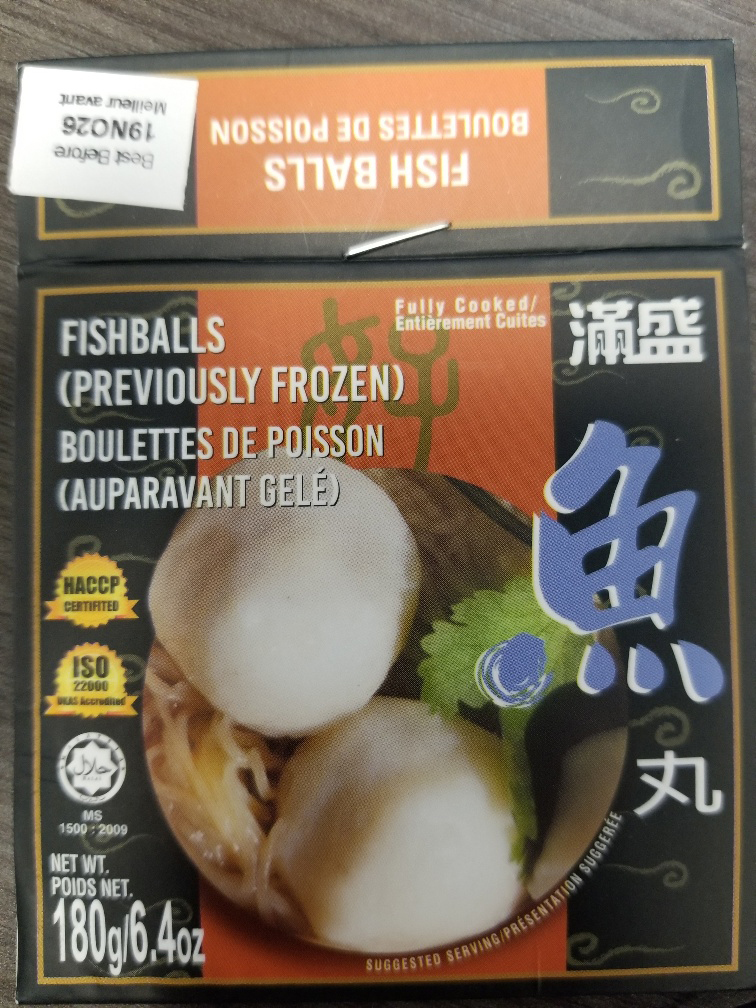 Best Before
19NO26
Meilleur avant
FISH BALLS
BOULETTES DE POISSON
Fully Cooked/
Entièrement Cuites
FISHBALLS
(PREVIOUSLY FROZEN)
BOULETTES DE POISSON
(AUPARAVANT GELÉ)
滿盛
魚
丸
HACCP
CERTIFIED
ISO
22000
UKAS Accredited
حلال
MS
1500 : 2009
NET WT.
POIDS NET.
180g/6.4oz
SUGGESTED SERVING/PRÉSENTATION SUGGERÉE